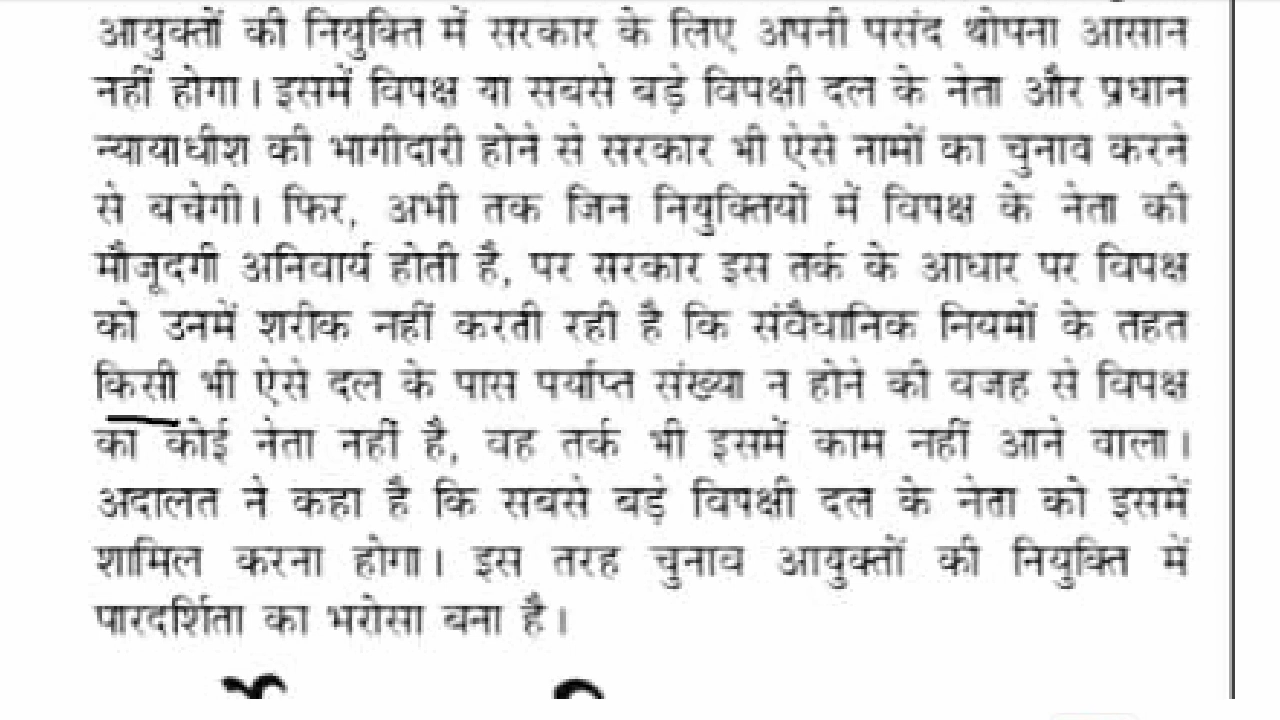 आयुक्तों की नियुक्ति में सरकार के लिए अपनी पसंद थोपना आसान
नहीं होगा। इसमें विपक्ष या सबसे बड़े विपक्षी दल के नेता और प्रधान
न्यायाधीश की भागीदारी होने से सरकार भी ऐसे नामों का चुनाव करने
से बचेगी। फिर, अभी तक जिन नियुक्तियों में विपक्ष के नेता की
मौजूदगी अनिवार्य होती है, पर सरकार इस तर्क के आधार पर विपक्ष
को उनमें शरीक नहीं करती रही है कि संवैधानिक नियमों के तहत
किसी भी ऐसे दल के पास पर्याप्त संख्या न होने की वजह से विपक्ष
का कोई नेता नहीं है, वह तर्क भी इसमें काम नहीं आने वाला।
अदालत ने कहा है कि सबसे बड़े विपक्षी दल के नेता को इसमें
शामिल करना होगा। इस तरह चुनाव आयुक्तों की नियुक्ति में
पारदर्शिता का भरोसा बना है।